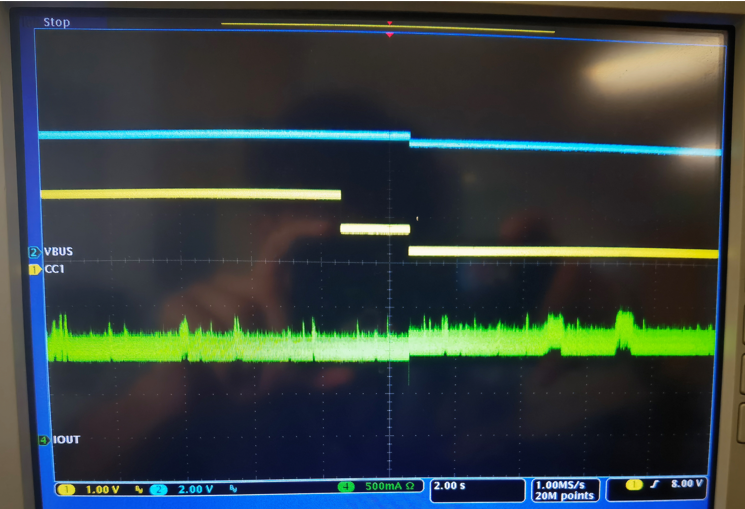 Stop
2 VBUS
1 CC1
4 IOUT
1 1.00 V 2 2.00 V 4 500mA Ω 2.00 s 1.00MS/s 1 8.00 V
20M points